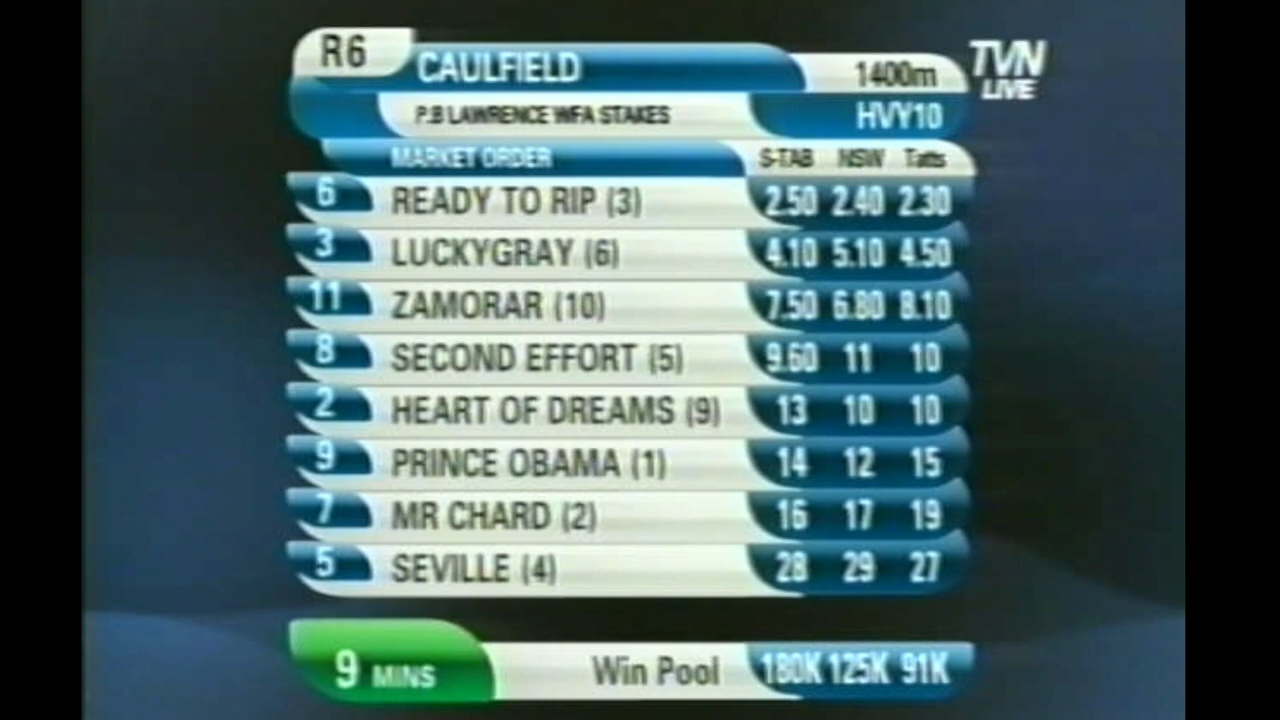 R6 CAULFIELD 1400m TVN
LIVE
P.B LAWRENCE WFA STAKES HVY10
MARKET ORDER S-TAB NSW Tatts
6 READY TO RIP (3) 2.50 2.40 2.30
3 LUCKYGRAY (6) 4.10 5.10 4.50
11 ZAMORAR (10) 7.50 6.80 8.10
8 SECOND EFFORT (5) 9.60 11 10
2 HEART OF DREAMS (9) 13 10 10
9 PRINCE OBAMA (1) 14 12 15
7 MR CHARD (2) 16 17 19
5 SEVILLE (4) 28 29 27
9 MINS Win Pool 180K 125K 91K